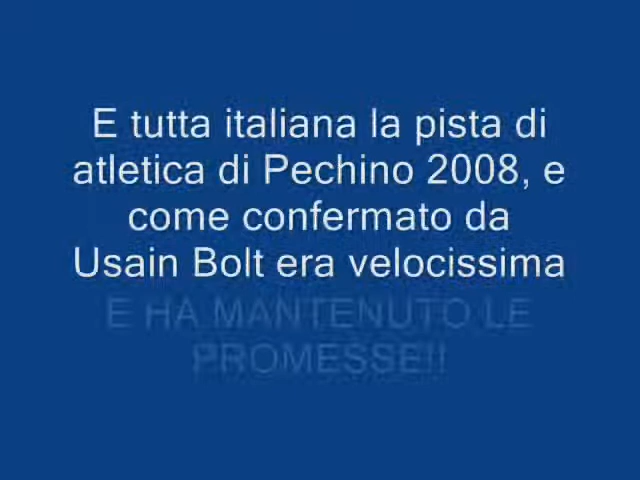 E tutta italiana la pista di
atletica di Pechino 2008, e
come confermato da
Usain Bolt era velocissima
E HA MANTENUTO LE
PROMESSE!!